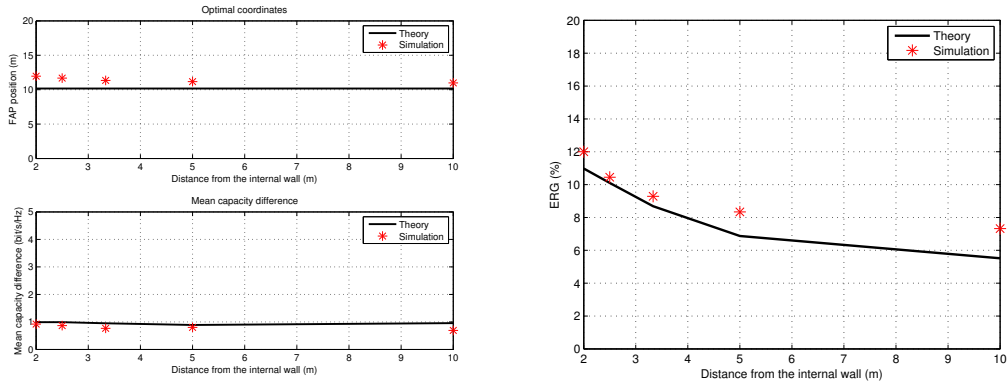 Optimal coordinates
20
15
10
5
0
FAP position (m)
Theory
Simulation
2 3 4 5 6 7 8 9 10
Distance from the internal wall (m)
Mean capacity difference
5
4
3
2
1
0
Mean capacity difference (bit/s/Hz)
Theory
Simulation
2 3 4 5 6 7 8 9 10
Distance from the internal wall (m)
20
18
16
14
12
10
8
6
4
2
0
ERG (%)
Theory
Simulation
2 3 4 5 6 7 8 9 10
Distance from the internal wall (m)